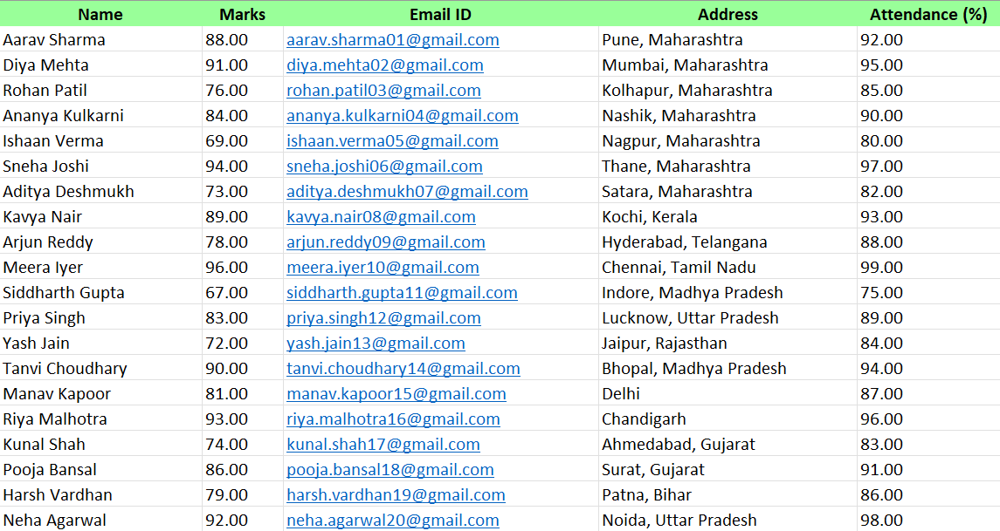 Name Marks Email ID Address Attendance (%)
Aarav Sharma 88.00 aarav.sharma01@gmail.com Pune, Maharashtra 92.00
Diya Mehta 91.00 diya.mehta02@gmail.com Mumbai, Maharashtra 95.00
Rohan Patil 76.00 rohan.patil03@gmail.com Kolhapur, Maharashtra 85.00
Ananya Kulkarni 84.00 ananya.kulkarni04@gmail.com Nashik, Maharashtra 90.00
Ishaan Verma 69.00 ishaan.verma05@gmail.com Nagpur, Maharashtra 80.00
Sneha Joshi 94.00 sneha.joshi06@gmail.com Thane, Maharashtra 97.00
Aditya Deshmukh 73.00 aditya.deshmukh07@gmail.com Satara, Maharashtra 82.00
Kavya Nair 89.00 kavya.nair08@gmail.com Kochi, Kerala 93.00
Arjun Reddy 78.00 arjun.reddy09@gmail.com Hyderabad, Telangana 88.00
Meera Iyer 96.00 meera.iyer10@gmail.com Chennai, Tamil Nadu 99.00
Siddharth Gupta 67.00 siddharth.gupta11@gmail.com Indore, Madhya Pradesh 75.00
Priya Singh 83.00 priya.singh12@gmail.com Lucknow, Uttar Pradesh 89.00
Yash Jain 72.00 yash.jain13@gmail.com Jaipur, Rajasthan 84.00
Tanvi Choudhary 90.00 tanvi.choudhary14@gmail.com Bhopal, Madhya Pradesh 94.00
Manav Kapoor 81.00 manav.kapoor15@gmail.com Delhi 87.00
Riya Malhotra 93.00 riya.malhotra16@gmail.com Chandigarh 96.00
Kunal Shah 74.00 kunal.shah17@gmail.com Ahmedabad, Gujarat 83.00
Pooja Bansal 86.00 pooja.bansal18@gmail.com Surat, Gujarat 91.00
Harsh Vardhan 79.00 harsh.vardhan19@gmail.com Patna, Bihar 86.00
Neha Agarwal 92.00 neha.agarwal20@gmail.com Noida, Uttar Pradesh 98.00